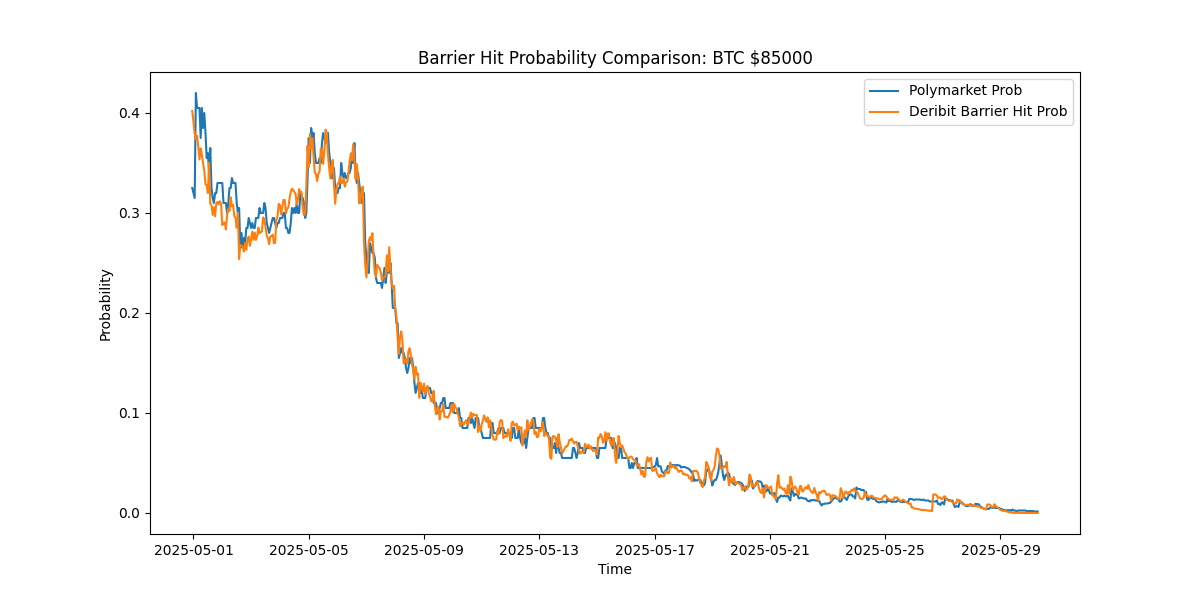 Barrier Hit Probability Comparison: BTC $85000
Polymarket Prob
Deribit Barrier Hit Prob
Probability
0.4
0.3
0.2
0.1
0.0
2025-05-01
2025-05-05
2025-05-09
2025-05-13
2025-05-17
2025-05-21
2025-05-25
2025-05-29
Time